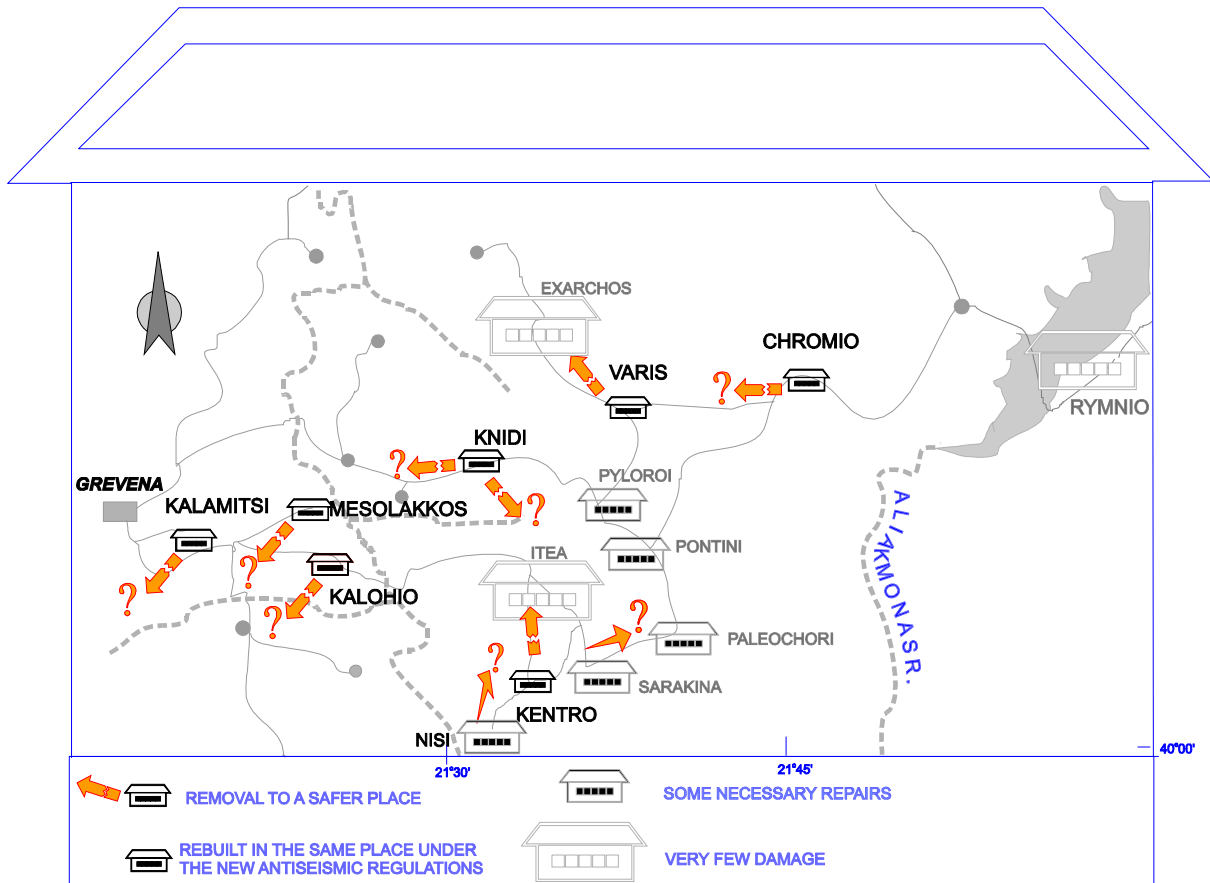 EXARCHOS
CHROMIO
VARIS
RYMNIO
KNIDI
?
?
?
GREVENA
PYLOROI
KALAMITSI
MESOLAKKOS
ALIAKMONAS R.
PONTINI
ITEA
?
?
KALOHIO
?
?
PALEOCHORI
?
SARAKINA
KENTRO
NISI
40°00'
21°30'
21°45'
REMOVAL TO A SAFER PLACE
SOME NECESSARY REPAIRS
REBUILT IN THE SAME PLACE UNDER
THE NEW ANTISEISMIC REGULATIONS
VERY FEW DAMAGE